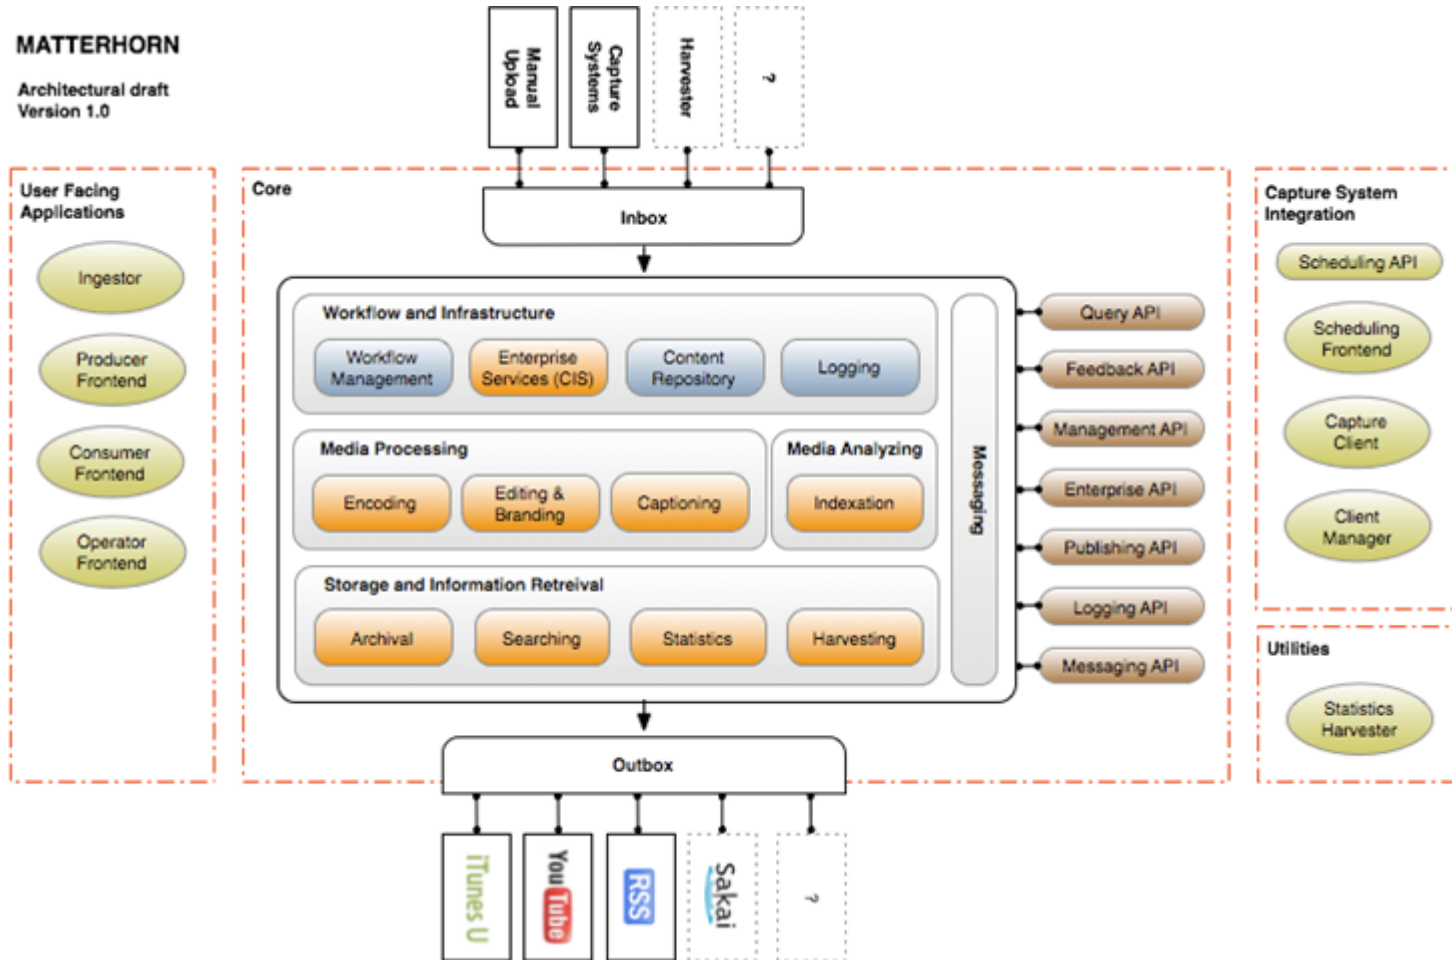 MATTERHORN
Architectural draft
Version 1.0
Manual
Upload
Capture
Systems
Harvester
?
User Facing
Applications
Ingestor
Producer
Frontend
Consumer
Frontend
Operator
Frontend
Core
Inbox
Workflow and Infrastructure
Workflow
Management
Enterprise
Services (CIS)
Content
Repository
Logging
Media Processing
Encoding
Editing &
Branding
Captioning
Media Analyzing
Indexation
Storage and Information Retreival
Archival
Searching
Statistics
Harvesting
Messaging
Query API
Feedback API
Management API
Enterprise API
Publishing API
Logging API
Messaging API
Outbox
iTunes U
YouTube
RSS
Sakai
?
Capture System
Integration
Scheduling API
Scheduling
Frontend
Capture
Client
Client
Manager
Utilities
Statistics
Harvester